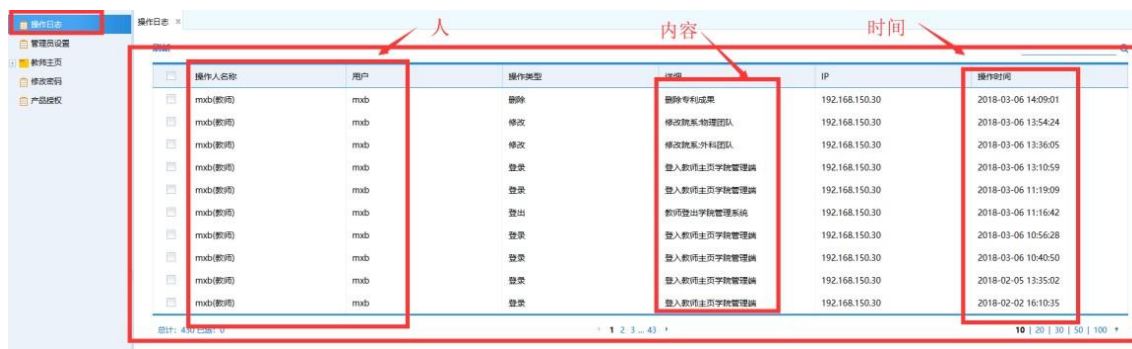 操作日志
管理员设置
教师主页
修改密码
产品授权
操作日志 ×
人
内容
时间
刷新
操作人名称 用户 操作类型 详细 IP 操作时间
mxb(教师) mxb 删除 删除专利成果 192.168.150.30 2018-03-06 14:09:01
mxb(教师) mxb 修改 修改院系:物理团队 192.168.150.30 2018-03-06 13:54:24
mxb(教师) mxb 修改 修改院系:外科团队 192.168.150.30 2018-03-06 13:36:05
mxb(教师) mxb 登录 登入教师主页学院管理端 192.168.150.30 2018-03-06 13:10:59
mxb(教师) mxb 登录 登入教师主页学院管理端 192.168.150.30 2018-03-06 11:19:09
mxb(教师) mxb 登出 教师登出学院管理系统 192.168.150.30 2018-03-06 11:16:42
mxb(教师) mxb 登录 登入教师主页学院管理端 192.168.150.30 2018-03-06 10:56:28
mxb(教师) mxb 登录 登入教师主页学院管理端 192.168.150.30 2018-03-06 10:40:50
mxb(教师) mxb 登录 登入教师主页学院管理端 192.168.150.30 2018-02-05 13:35:02
mxb(教师) mxb 登录 登入教师主页学院管理端 192.168.150.30 2018-02-02 16:10:35
总计: 430 已选: 0 1 2 3 ... 43 10 | 20 | 30 | 50 | 100